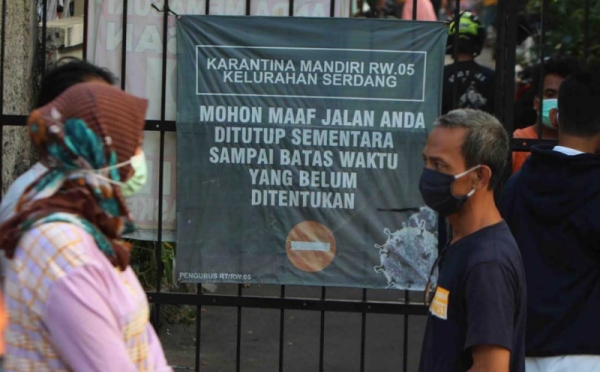 KARANTINA MANDIRI RW.05
KELURAHAN SERDANG
MOHON MAAF JALAN ANDA
DITUTUP SEMENTARA
SAMPAI BATAS WAKTU
YANG BELUM
DITENTUKAN
PENGURUS RT/RW.05